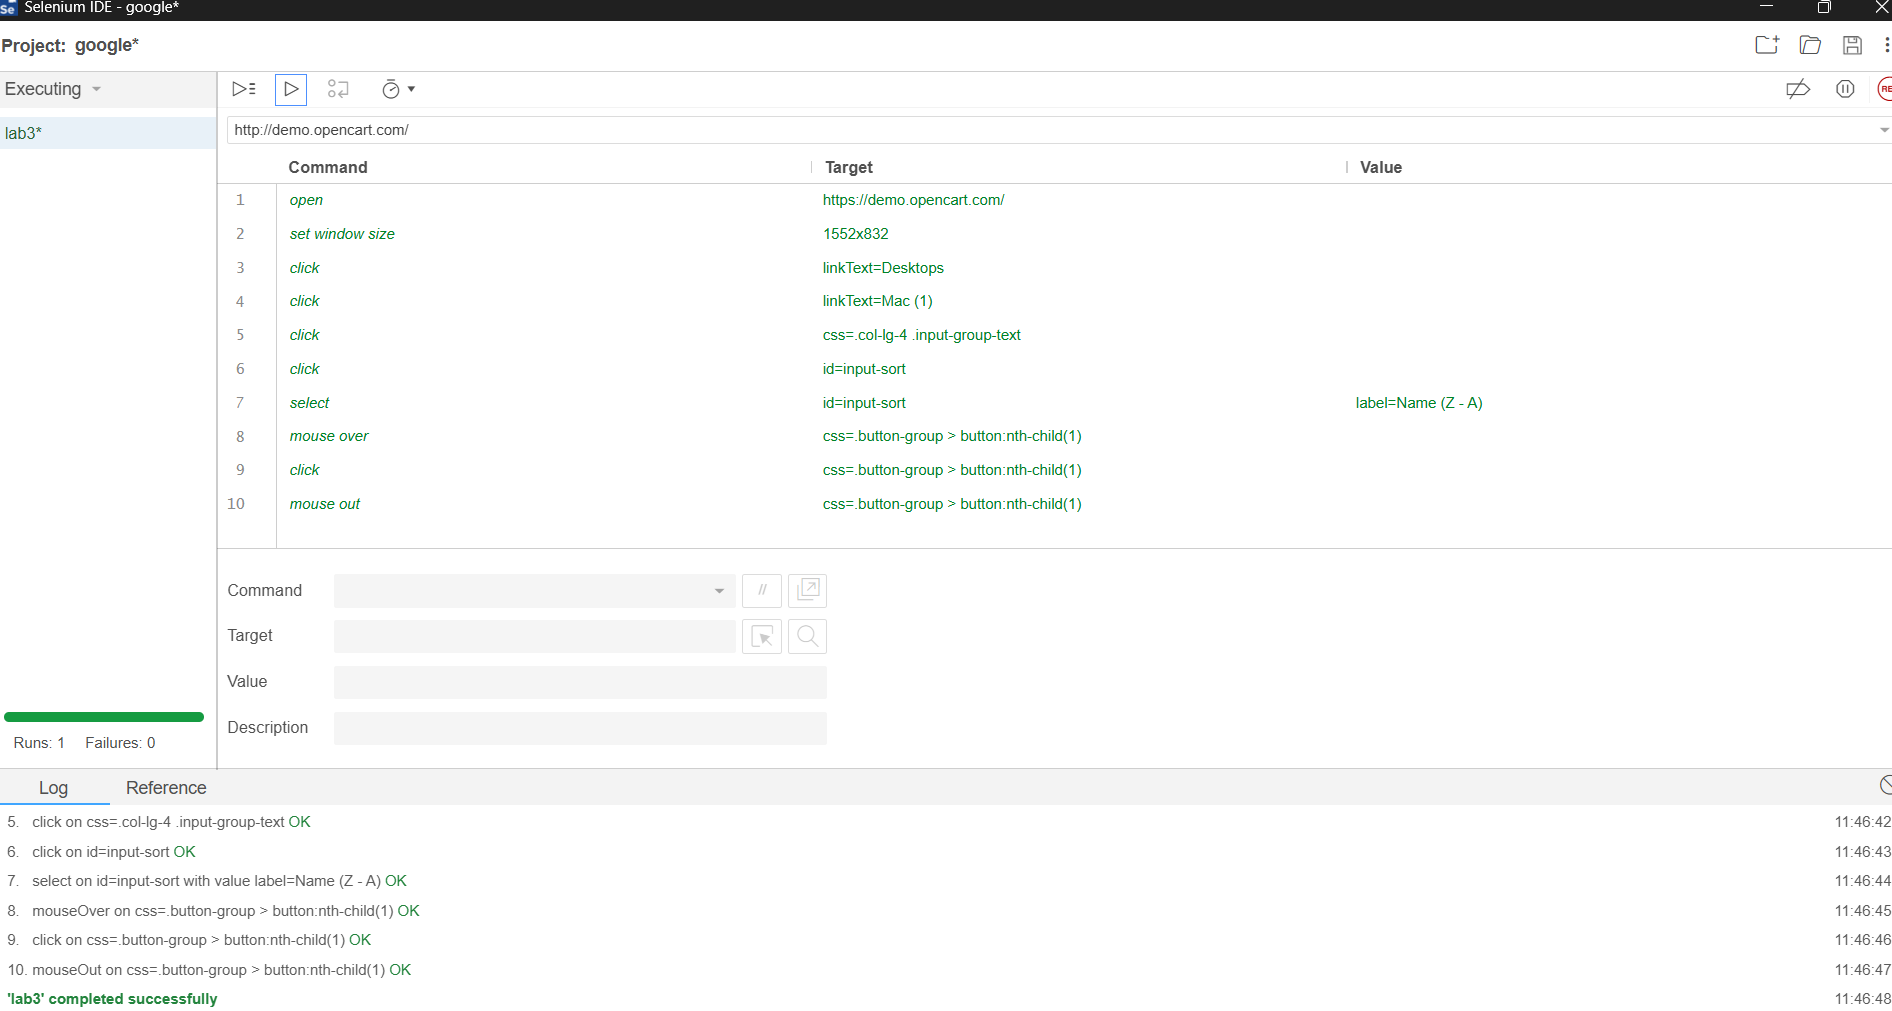 Se Selenium IDE - google*
Project: google*
Executing
RE
lab3*
http://demo.opencart.com/
Command Target Value
1 open https://demo.opencart.com/
2 set window size 1552x832
3 click linkText=Desktops
4 click linkText=Mac (1)
5 click css=.col-lg-4 .input-group-text
6 click id=input-sort
7 select id=input-sort label=Name (Z - A)
8 mouse over css=.button-group > button:nth-child(1)
9 click css=.button-group > button:nth-child(1)
10 mouse out css=.button-group > button:nth-child(1)
Command //
Target
Value
Description
Runs: 1 Failures: 0
Log Reference
5. click on css=.col-lg-4 .input-group-text OK 11:46:42
6. click on id=input-sort OK 11:46:43
7. select on id=input-sort with value label=Name (Z - A) OK 11:46:44
8. mouseOver on css=.button-group > button:nth-child(1) OK 11:46:45
9. click on css=.button-group > button:nth-child(1) OK 11:46:46
10. mouseOut on css=.button-group > button:nth-child(1) OK 11:46:47
'lab3' completed successfully 11:46:48